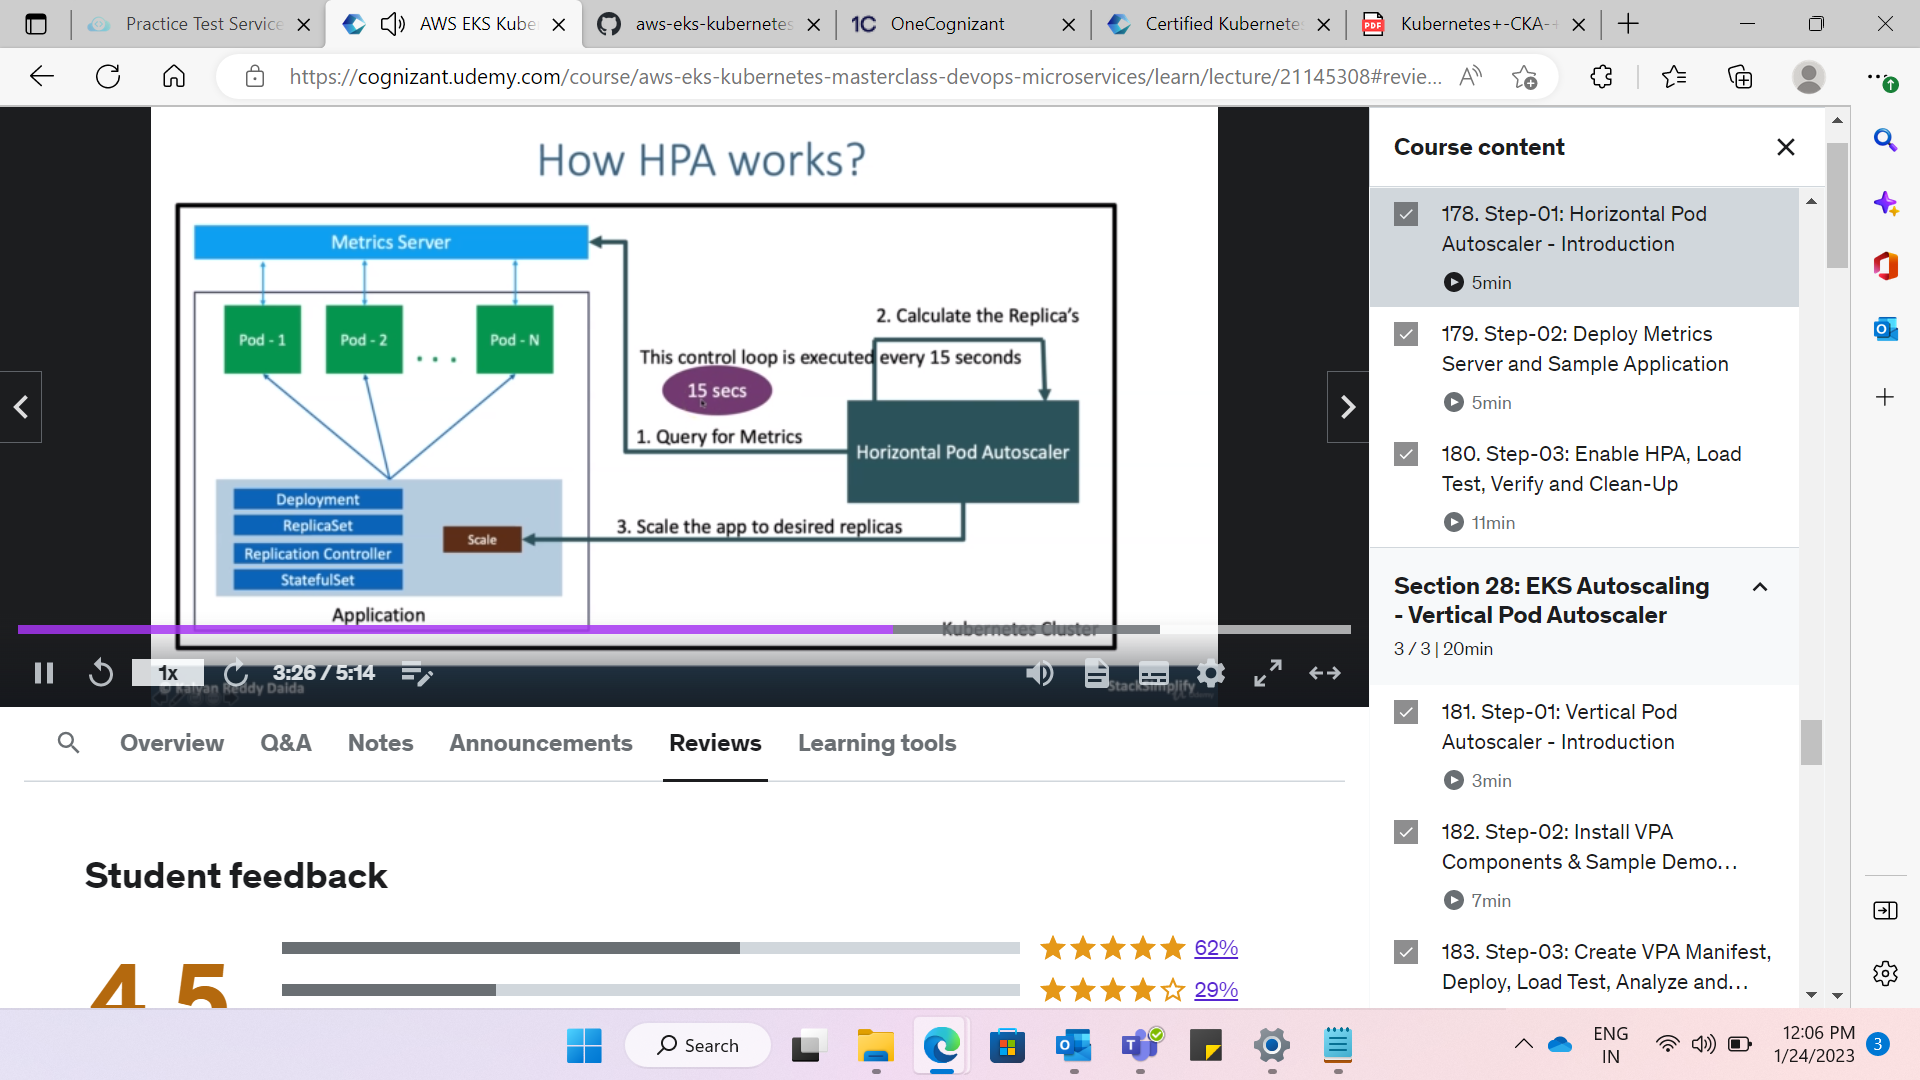 Practice Test Service
AWS EKS Kube
aws-eks-kubernetes
1C OneCognizant
Certified Kubernete
Kubernetes+-CKA-
https://cognizant.udemy.com/course/aws-eks-kubernetes-masterclass-devops-microservices/learn/lecture/21145308#revie...
How HPA works?
Metrics Server
Pod - 1
Pod - 2
. . .
Pod - N
2. Calculate the Replica's
This control loop is executed every 15 seconds
15 secs
1. Query for Metrics
Horizontal Pod Autoscaler
Deployment
ReplicaSet
Replication Controller
StatefulSet
Scale
3. Scale the app to desired replicas
Application
Kubernetes Cluster
1x
3:26 / 5:14
© Kalyan Reddy Daida
StackSimplify
Course content
178. Step-01: Horizontal Pod
Autoscaler - Introduction
5min
179. Step-02: Deploy Metrics
Server and Sample Application
5min
180. Step-03: Enable HPA, Load
Test, Verify and Clean-Up
11min
Section 28: EKS Autoscaling
- Vertical Pod Autoscaler
3 / 3 | 20min
181. Step-01: Vertical Pod
Autoscaler - Introduction
3min
182. Step-02: Install VPA
Components & Sample Demo...
7min
183. Step-03: Create VPA Manifest,
Deploy, Load Test, Analyze and...
Overview
Q&A
Notes
Announcements
Reviews
Learning tools
Student feedback
4.5
62%
29%
Search
ENG
IN
12:06 PM
1/24/2023
3